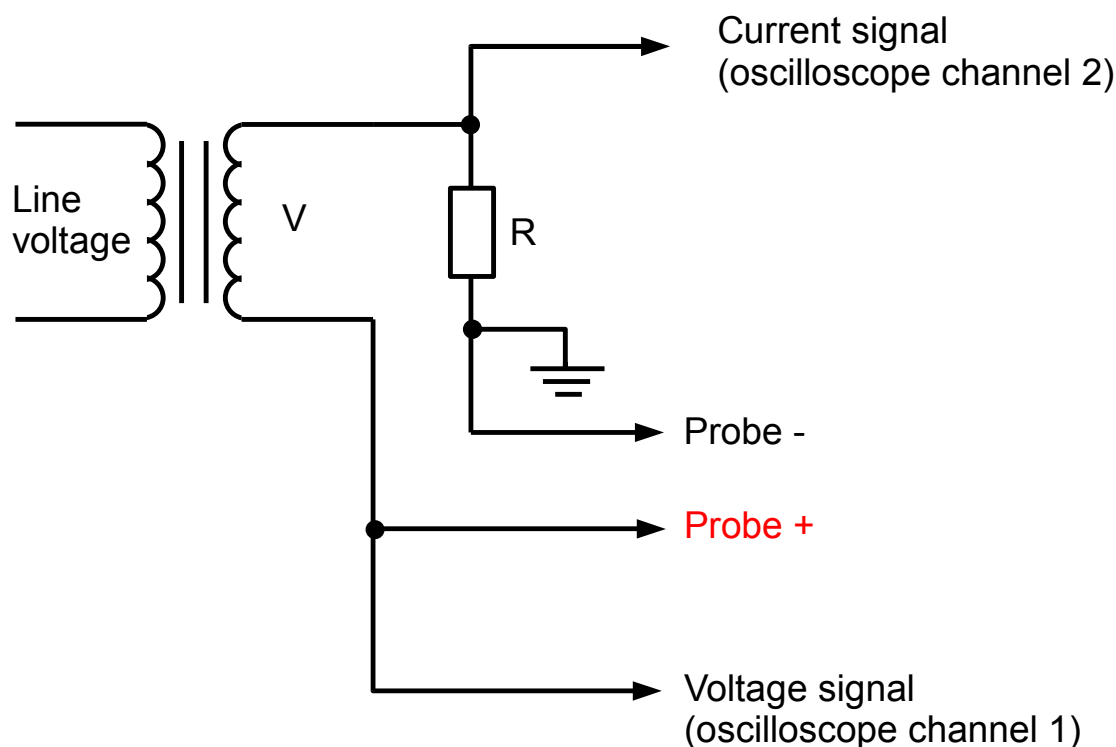 Current signal
(oscilloscope channel 2)
Line
voltage
V
R
Probe -
Probe +
Voltage signal
(oscilloscope channel 1)